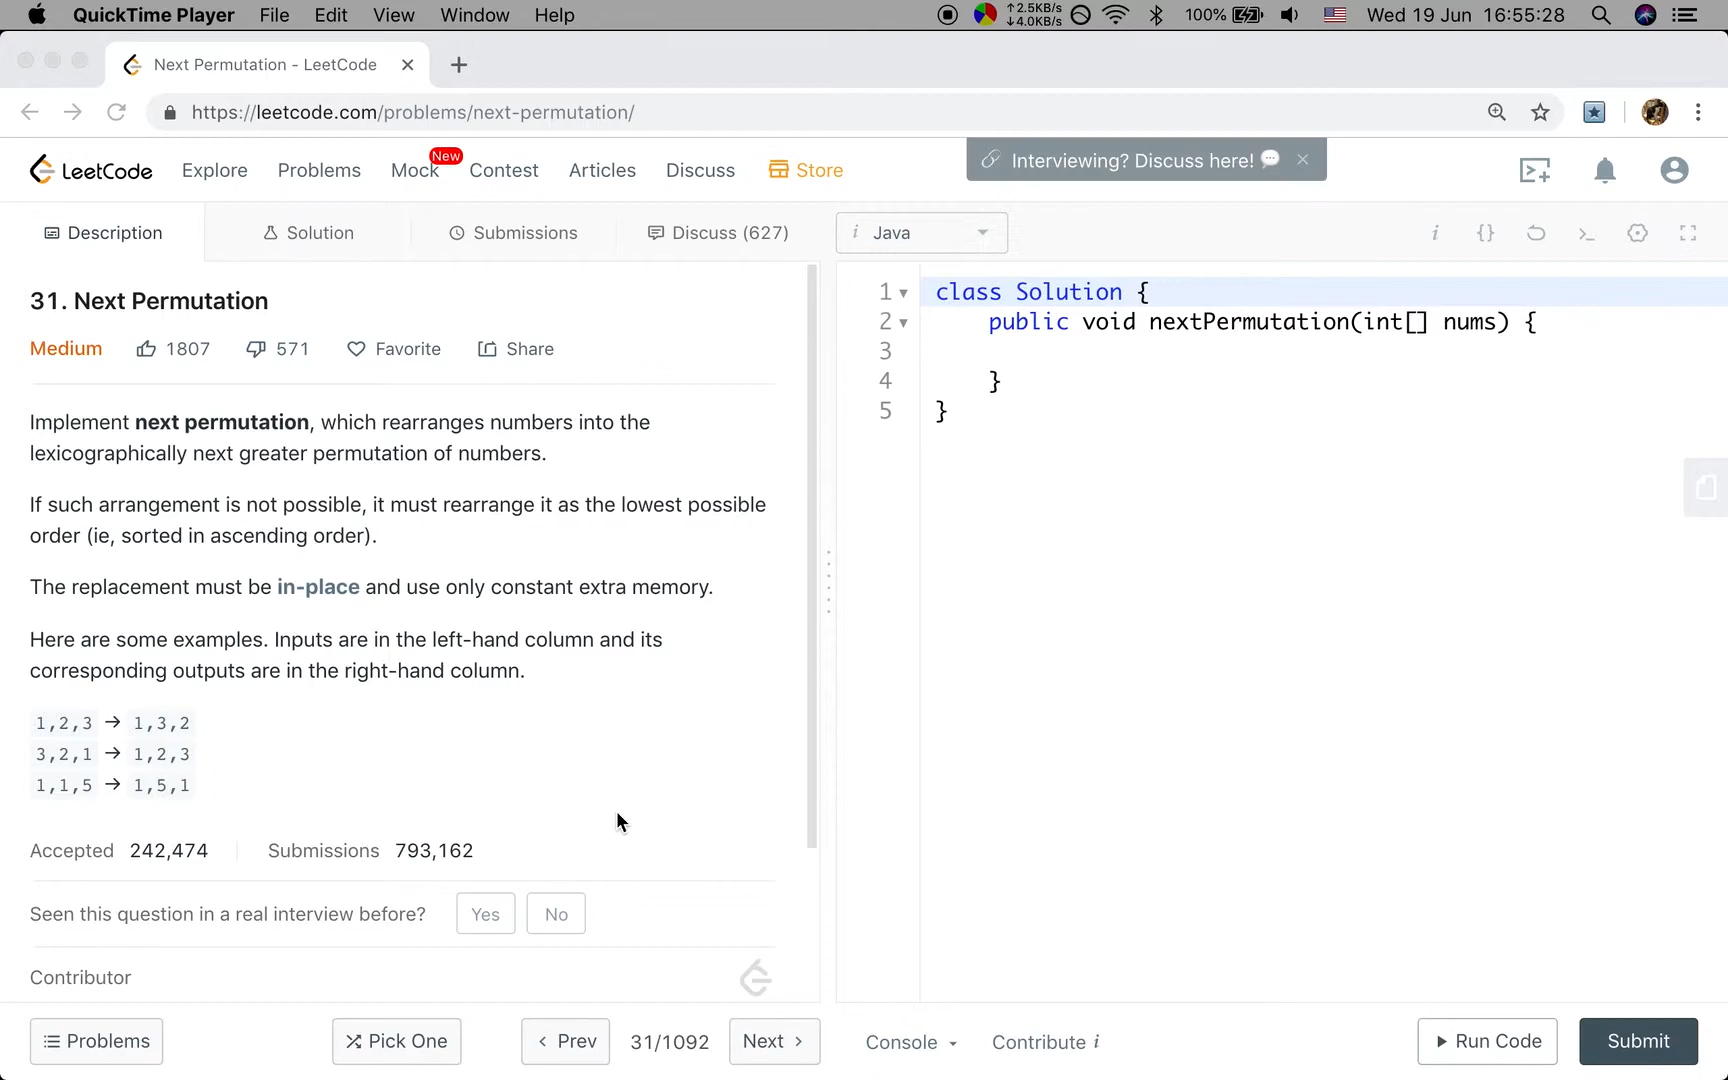 QuickTime Player File Edit View Window Help 2.5KB/s 4.0KB/s 100% Wed 19 Jun 16:55:28
Next Permutation - LeetCode
https://leetcode.com/problems/next-permutation/
LeetCode Explore Problems Mock New Contest Articles Discuss Store Interviewing? Discuss here!
Description Solution Submissions Discuss (627) i Java i {}
31. Next Permutation
Medium 1807 571 Favorite Share
Implement next permutation, which rearranges numbers into the
lexicographically next greater permutation of numbers.
If such arrangement is not possible, it must rearrange it as the lowest possible
order (ie, sorted in ascending order).
The replacement must be in-place and use only constant extra memory.
Here are some examples. Inputs are in the left-hand column and its
corresponding outputs are in the right-hand column.
1,2,3 → 1,3,2
3,2,1 → 1,2,3
1,1,5 → 1,5,1
Accepted 242,474 Submissions 793,162
Seen this question in a real interview before? Yes No
Contributor
1 class Solution {
2 public void nextPermutation(int[] nums) {
3
4 }
5 }
Problems Pick One < Prev 31/1092 Next > Console Contribute i Run Code Submit